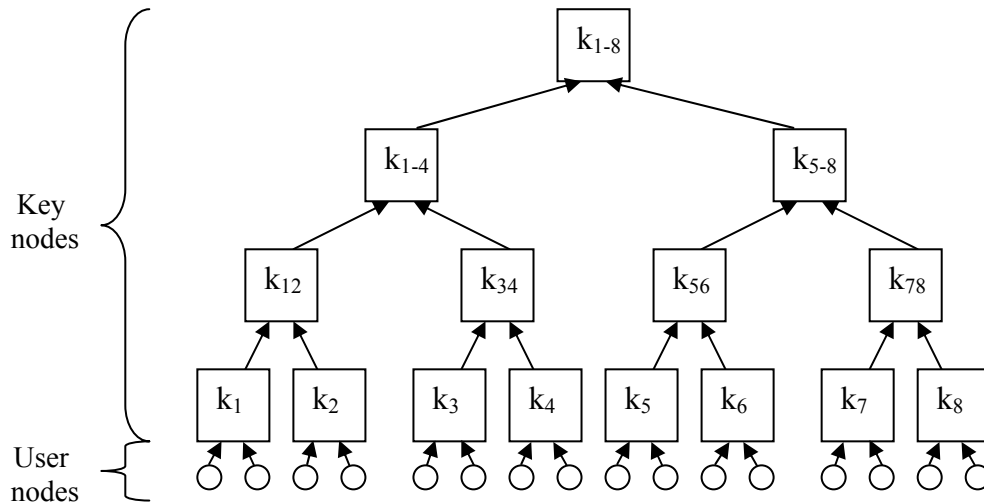 k₁₋₈
k₁₋₄ k₅₋₈
Key
nodes
k₁₂ k₃₄ k₅₆ k₇₈
k₁ k₂ k₃ k₄ k₅ k₆ k₇ k₈
User
nodes